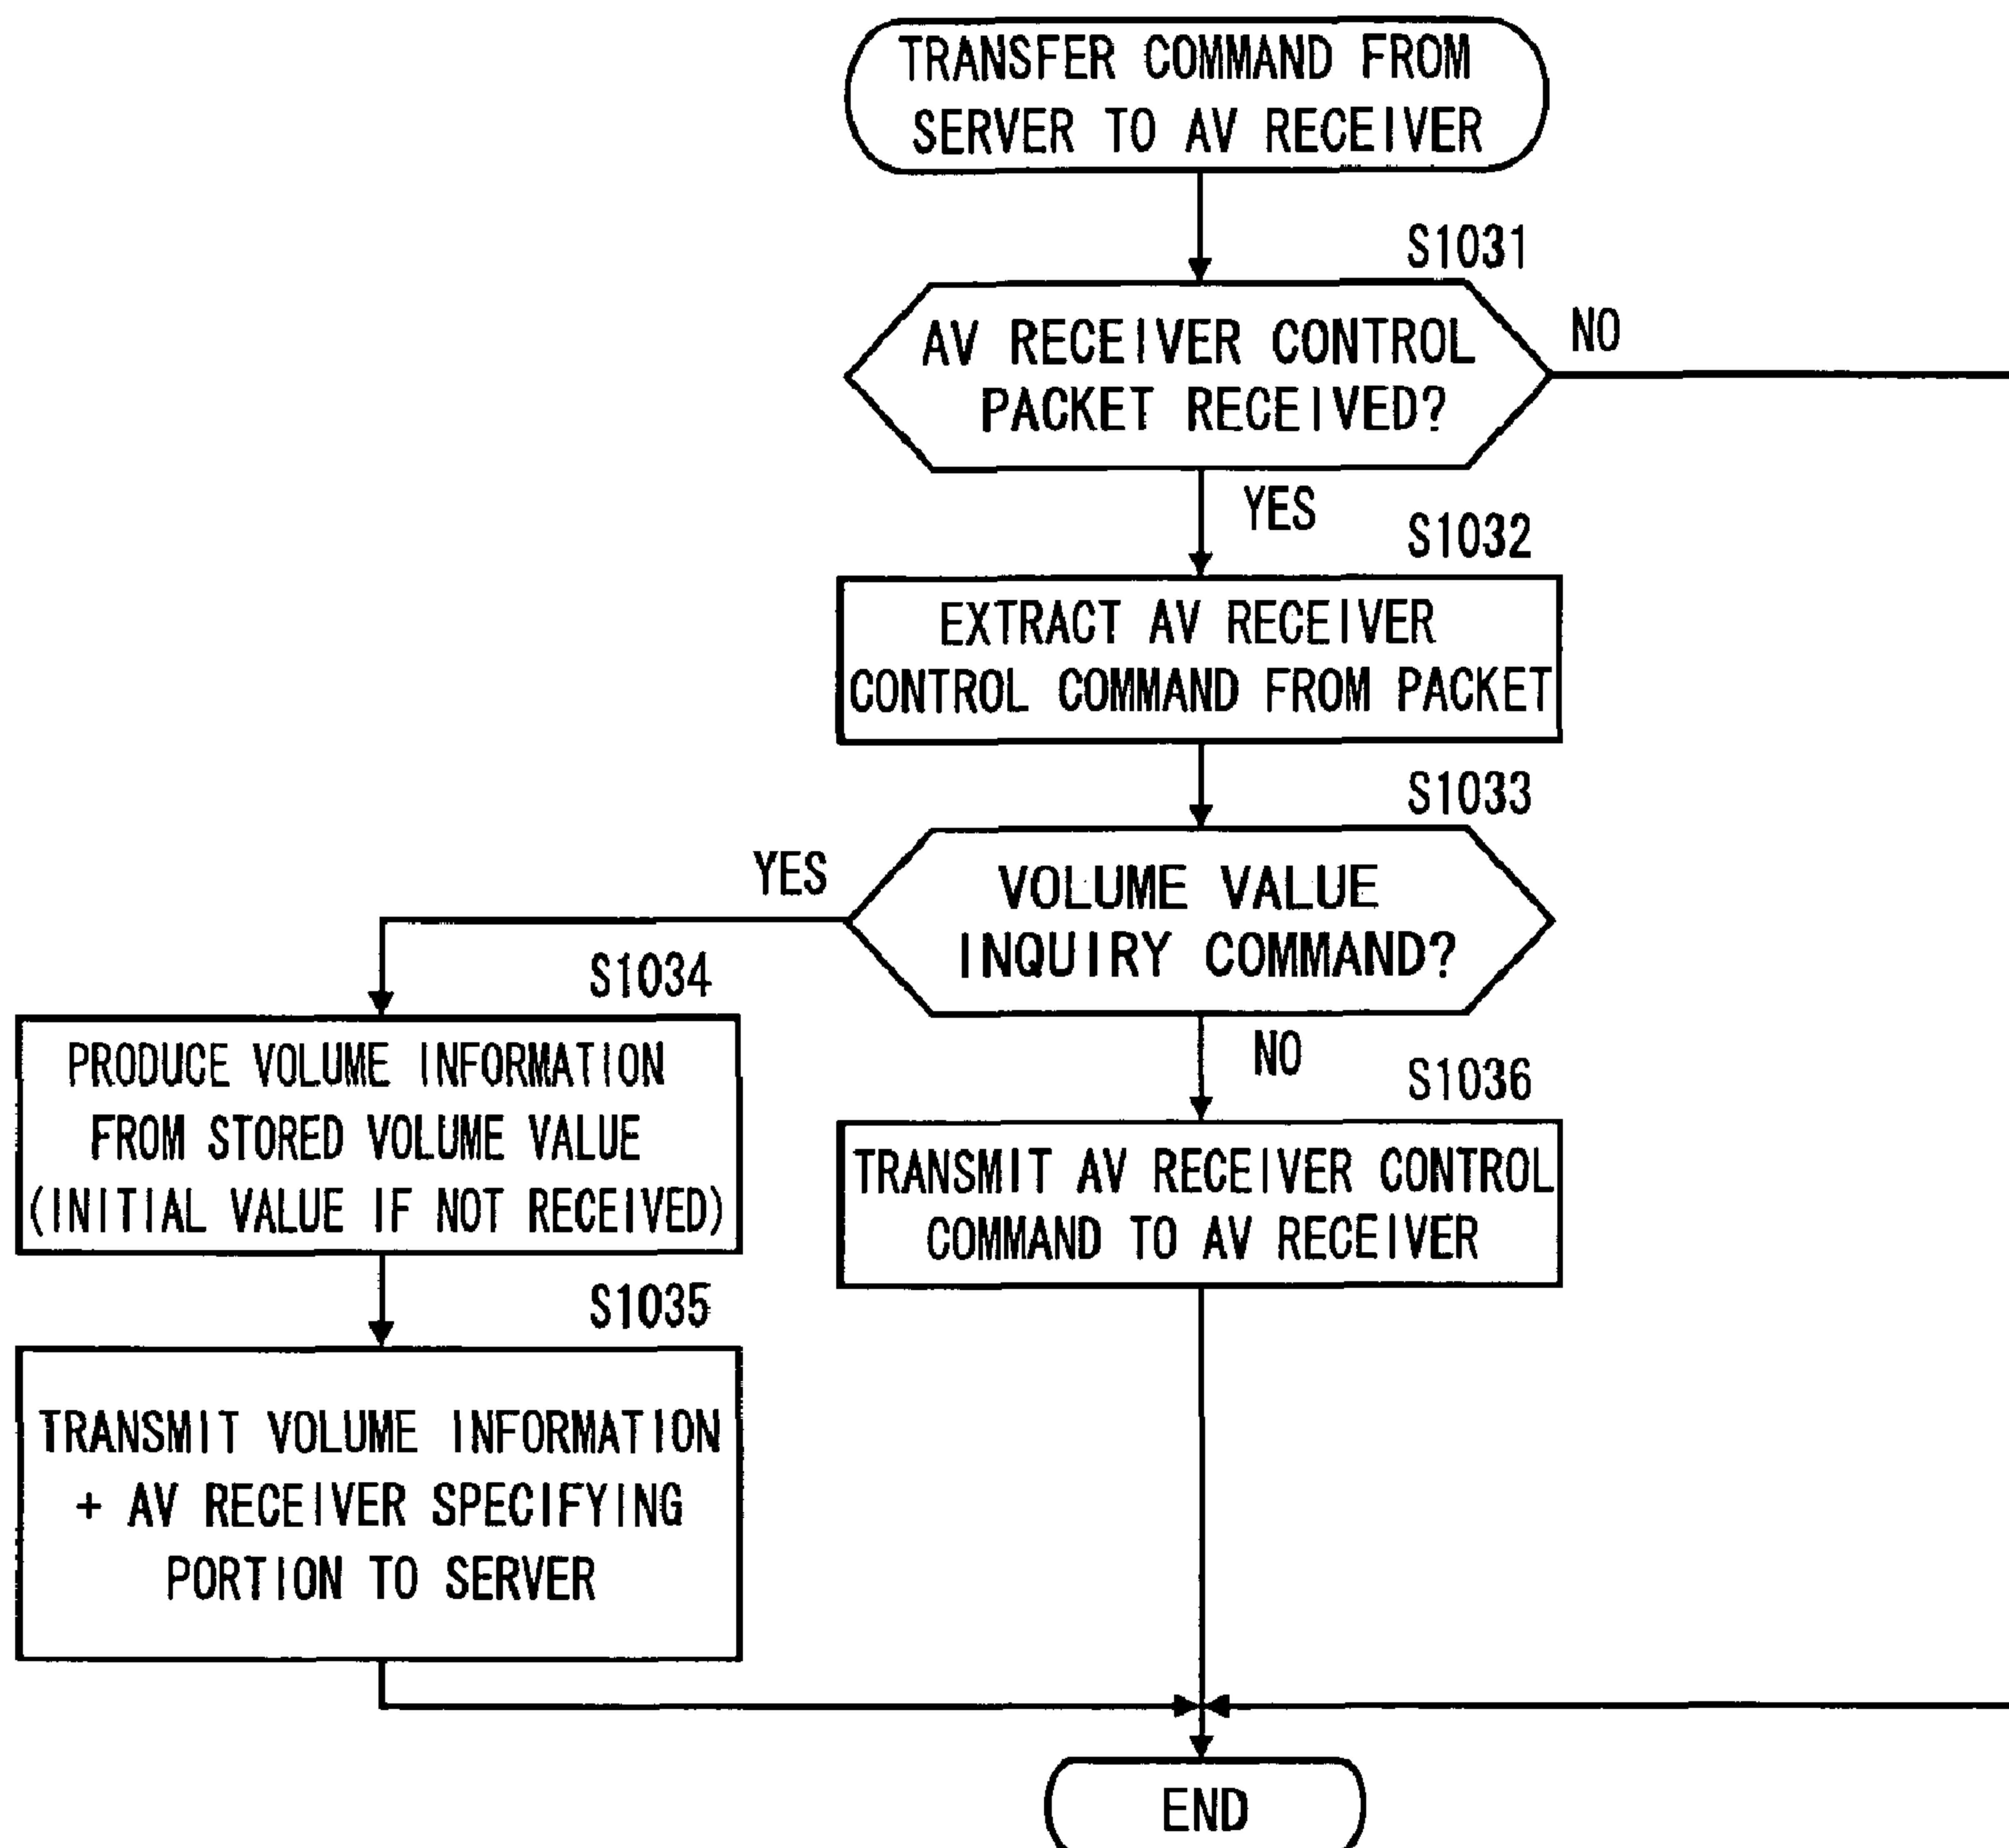 TRANSFER COMMAND FROM
SERVER TO AV RECEIVER
S1031
AV RECEIVER CONTROL
PACKET RECEIVED?
NO
YES
S1032
EXTRACT AV RECEIVER
CONTROL COMMAND FROM PACKET
S1033
VOLUME VALUE
INQUIRY COMMAND?
YES
S1034
PRODUCE VOLUME INFORMATION
FROM STORED VOLUME VALUE
(INITIAL VALUE IF NOT RECEIVED)
S1035
TRANSMIT VOLUME INFORMATION
+ AV RECEIVER SPECIFYING
PORTION TO SERVER
NO
S1036
TRANSMIT AV RECEIVER CONTROL
COMMAND TO AV RECEIVER
END